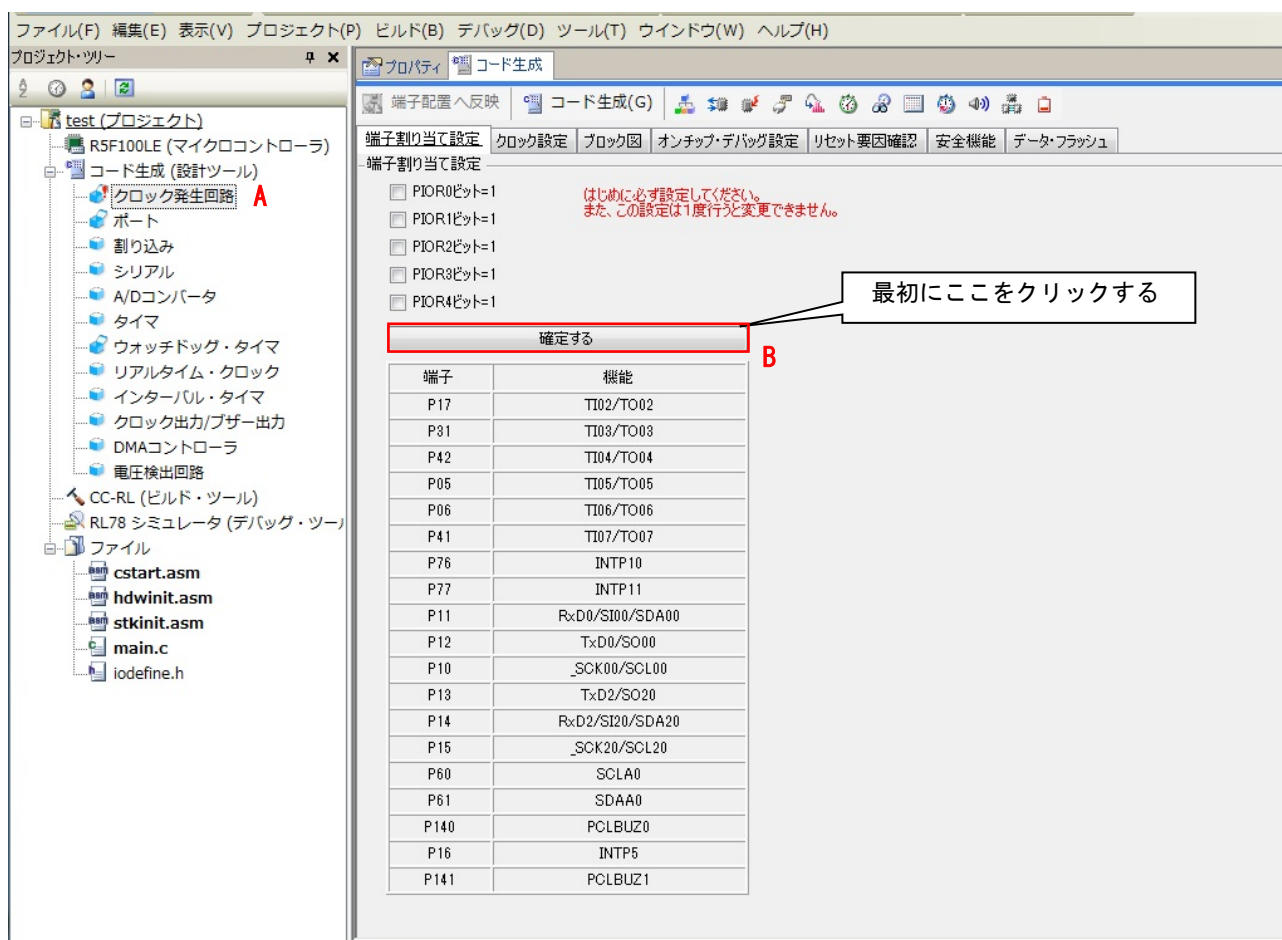 ファイル(F) 編集(E) 表示(V) プロジェクト(P) ビルド(B) デバッグ(D) ツール(T) ウインドウ(W) ヘルプ(H)
プロジェクト・ツリー
test (プロジェクト)
R5F100LE (マイクロコントローラ)
コード生成 (設計ツール)
クロック発生回路 A
ポート
割り込み
シリアル
A/Dコンバータ
タイマ
ウォッチドッグ・タイマ
リアルタイム・クロック
インターバル・タイマ
クロック出力/ブザー出力
DMAコントローラ
電圧検出回路
CC-RL (ビルド・ツール)
RL78 シミュレータ (デバッグ・ツール
ファイル
cstart.asm
hdwinit.asm
stkinit.asm
main.c
iodefine.h
プロパティ コード生成
端子配置へ反映 コード生成(G)
端子割り当て設定 クロック設定 ブロック図 オンチップ・デバッグ設定 リセット要因確認 安全機能 データ・フラッシュ
端子割り当て設定
PIOR0ビット=1
PIOR1ビット=1
PIOR2ビット=1
PIOR3ビット=1
PIOR4ビット=1
はじめに必ず設定してください。
また、この設定は1度行うと変更できません。
最初にここをクリックする
確定する
B
端子 機能
P17 TI02/TO02
P31 TI03/TO03
P42 TI04/TO04
P05 TI05/TO05
P06 TI06/TO06
P41 TI07/TO07
P76 INTP10
P77 INTP11
P11 RxD0/SI00/SDA00
P12 TxD0/SO00
P10 _SCK00/SCL00
P13 TxD2/SO20
P14 RxD2/SI20/SDA20
P15 _SCK20/SCL20
P60 SCLA0
P61 SDAA0
P140 PCLBUZ0
P16 INTP5
P141 PCLBUZ1